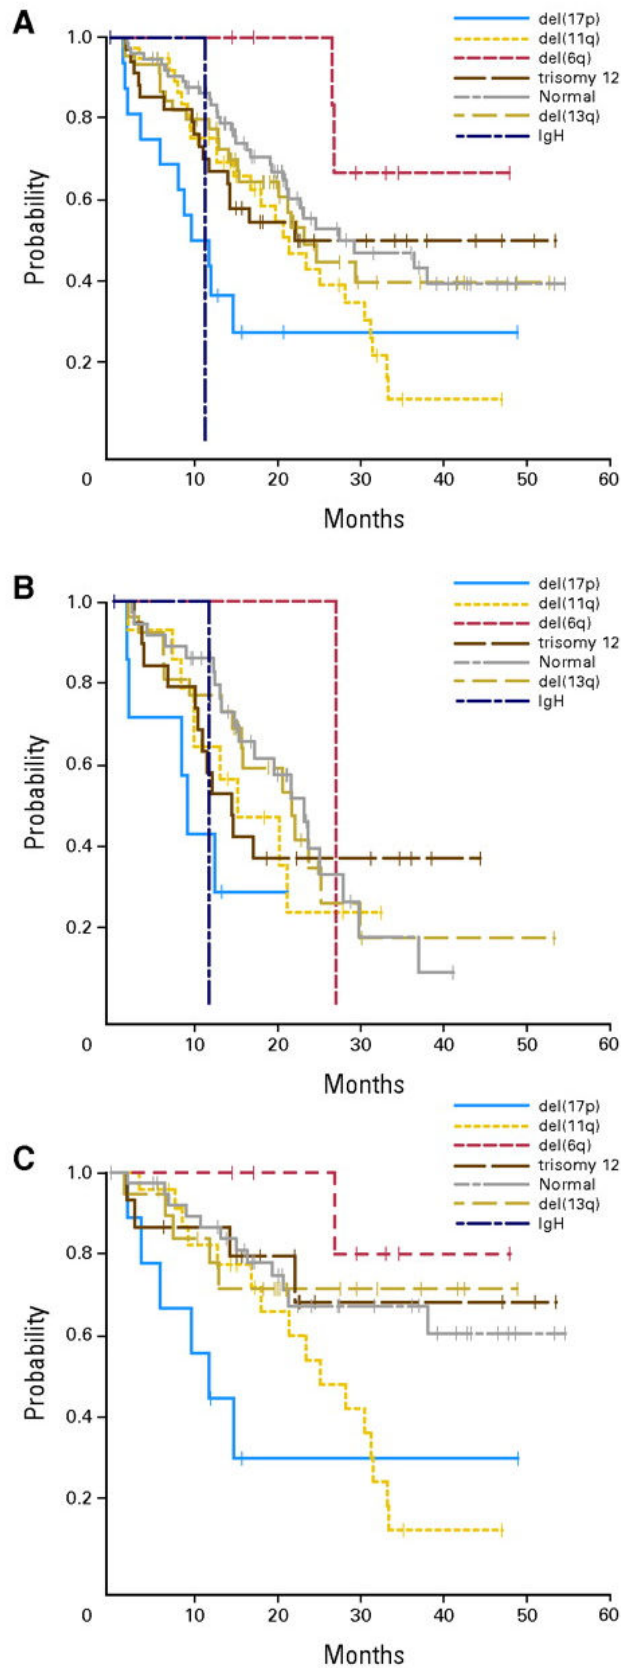 A
del(17p)
del(11q)
del(6q)
trisomy 12
Normal
del(13q)
IgH
1.0
0.8
0.6
0.4
0.2
0
10
20
30
40
50
60
Probability
Months
B
del(17p)
del(11q)
del(6q)
trisomy 12
Normal
del(13q)
IgH
1.0
0.8
0.6
0.4
0.2
0
10
20
30
40
50
60
Probability
Months
C
del(17p)
del(11q)
del(6q)
trisomy 12
Normal
del(13q)
IgH
1.0
0.8
0.6
0.4
0.2
0
10
20
30
40
50
60
Probability
Months